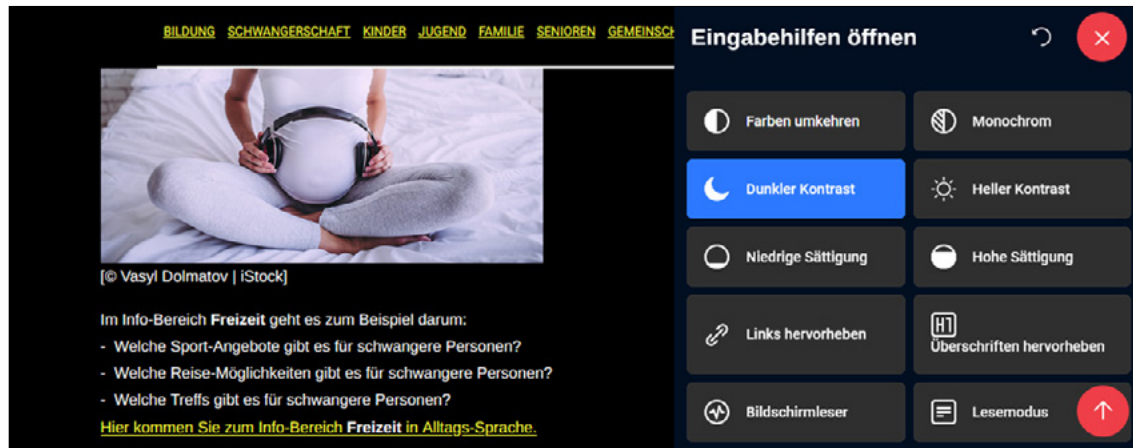 BILDUNG SCHWANGERSCHAFT KINDER JUGEND FAMILIE SENIOREN GEMEINSCH
[© Vasyl Dolmatov | iStock]
Im Info-Bereich Freizeit geht es zum Beispiel darum:
- Welche Sport-Angebote gibt es für schwangere Personen?
- Welche Reise-Möglichkeiten gibt es für schwangere Personen?
- Welche Treffs gibt es für schwangere Personen?
Hier kommen Sie zum Info-Bereich Freizeit in Alltags-Sprache.
Eingabehilfen öffnen
Farben umkehren
Monochrom
Dunkler Kontrast
Heller Kontrast
Niedrige Sättigung
Hohe Sättigung
Links hervorheben
H1
Überschriften hervorheben
Bildschirmleser
Lesemodus